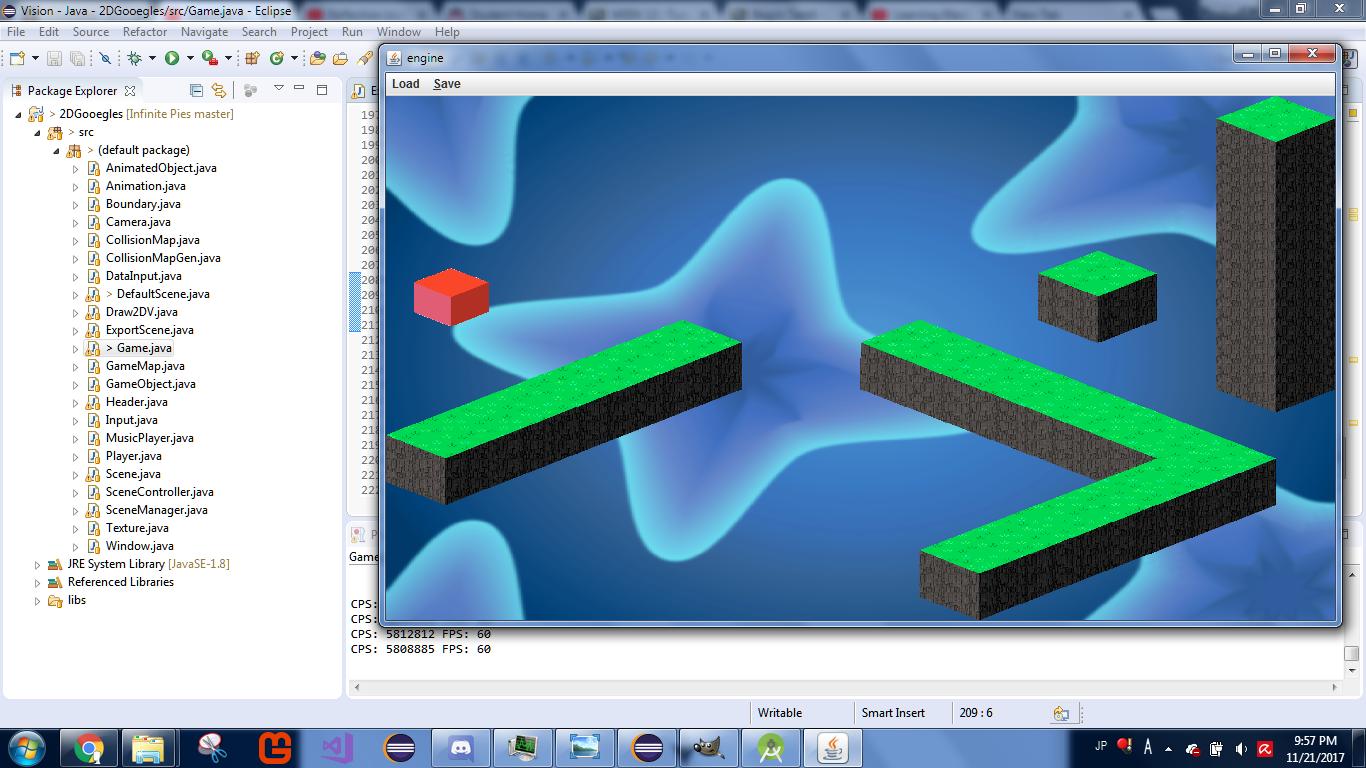 Vision - Java - 2DGooegles/src/Game.java - Eclipse
File Edit Source Refactor Navigate Search Project Run Window Help
engine
Load Save
Package Explorer
> 2DGooegles [Infinite Pies master]
> src
> (default package)
AnimatedObject.java
Animation.java
Boundary.java
Camera.java
CollisionMap.java
CollisionMapGen.java
DataInput.java
> DefaultScene.java
Draw2DV.java
ExportScene.java
> Game.java
GameMap.java
GameObject.java
Header.java
Input.java
MusicPlayer.java
Player.java
Scene.java
SceneController.java
SceneManager.java
Texture.java
Window.java
JRE System Library [JavaSE-1.8]
Referenced Libraries
libs
Game
CPS:
CPS:
CPS: 5812812 FPS: 60
CPS: 5808885 FPS: 60
Writable Smart Insert 209 : 6
JP A 9:57 PM
11/21/2017